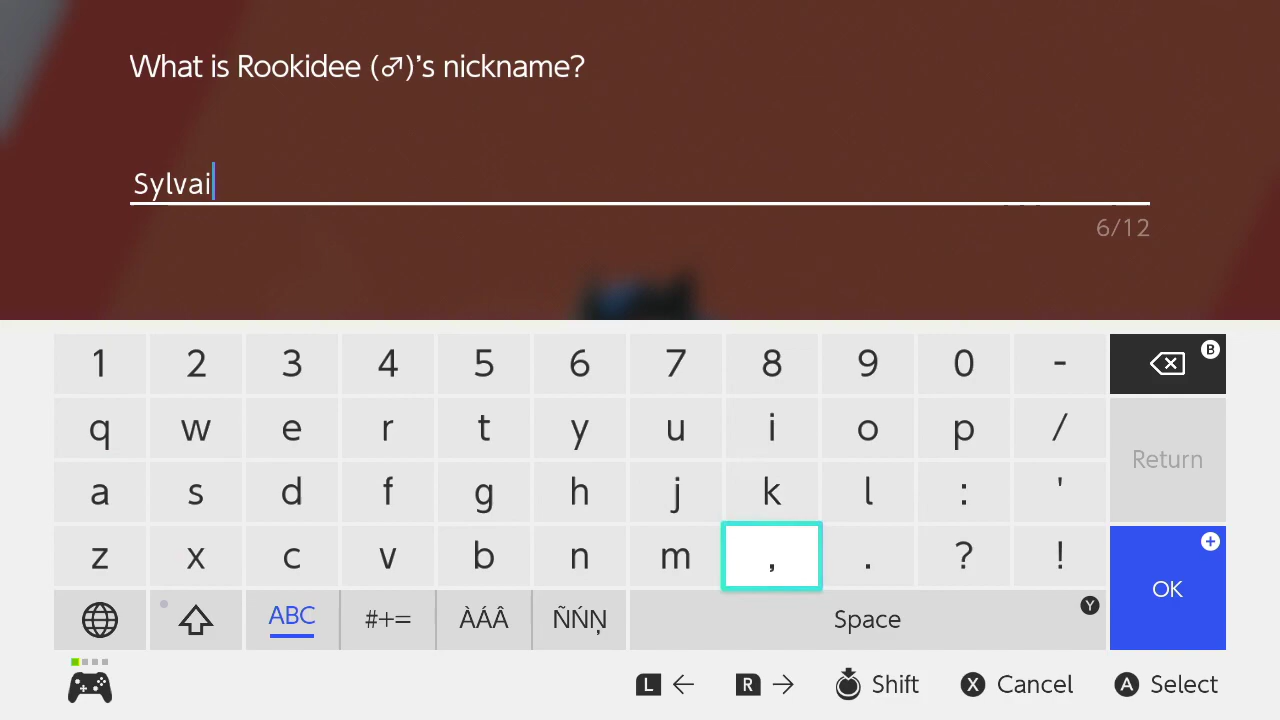 What is Rookidee (♂)'s nickname?
Sylvai
6/12
1 2 3 4 5 6 7 8 9 0 -
B
q w e r t y u i o p /
Return
a s d f g h j k l : '
z x c v b n m , . ? !
+
OK
ABC #+= ÀÁÂ ÑŃŅ Space Y
L ← R → Shift X Cancel A Select